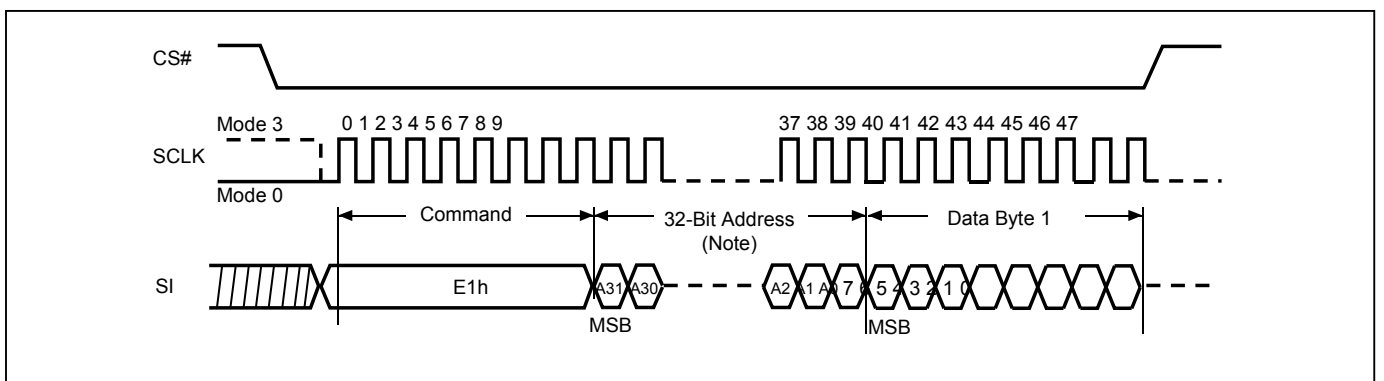 CS#
Mode 3
0 1 2 3 4 5 6 7 8 9
37 38 39 40 41 42 43 44 45 46 47
SCLK
Mode 0
Command
32-Bit Address
(Note)
Data Byte 1
SI
E1h
A31 A30
A2 A1 A0 7 6 5 4 3 2 1 0
MSB
MSB